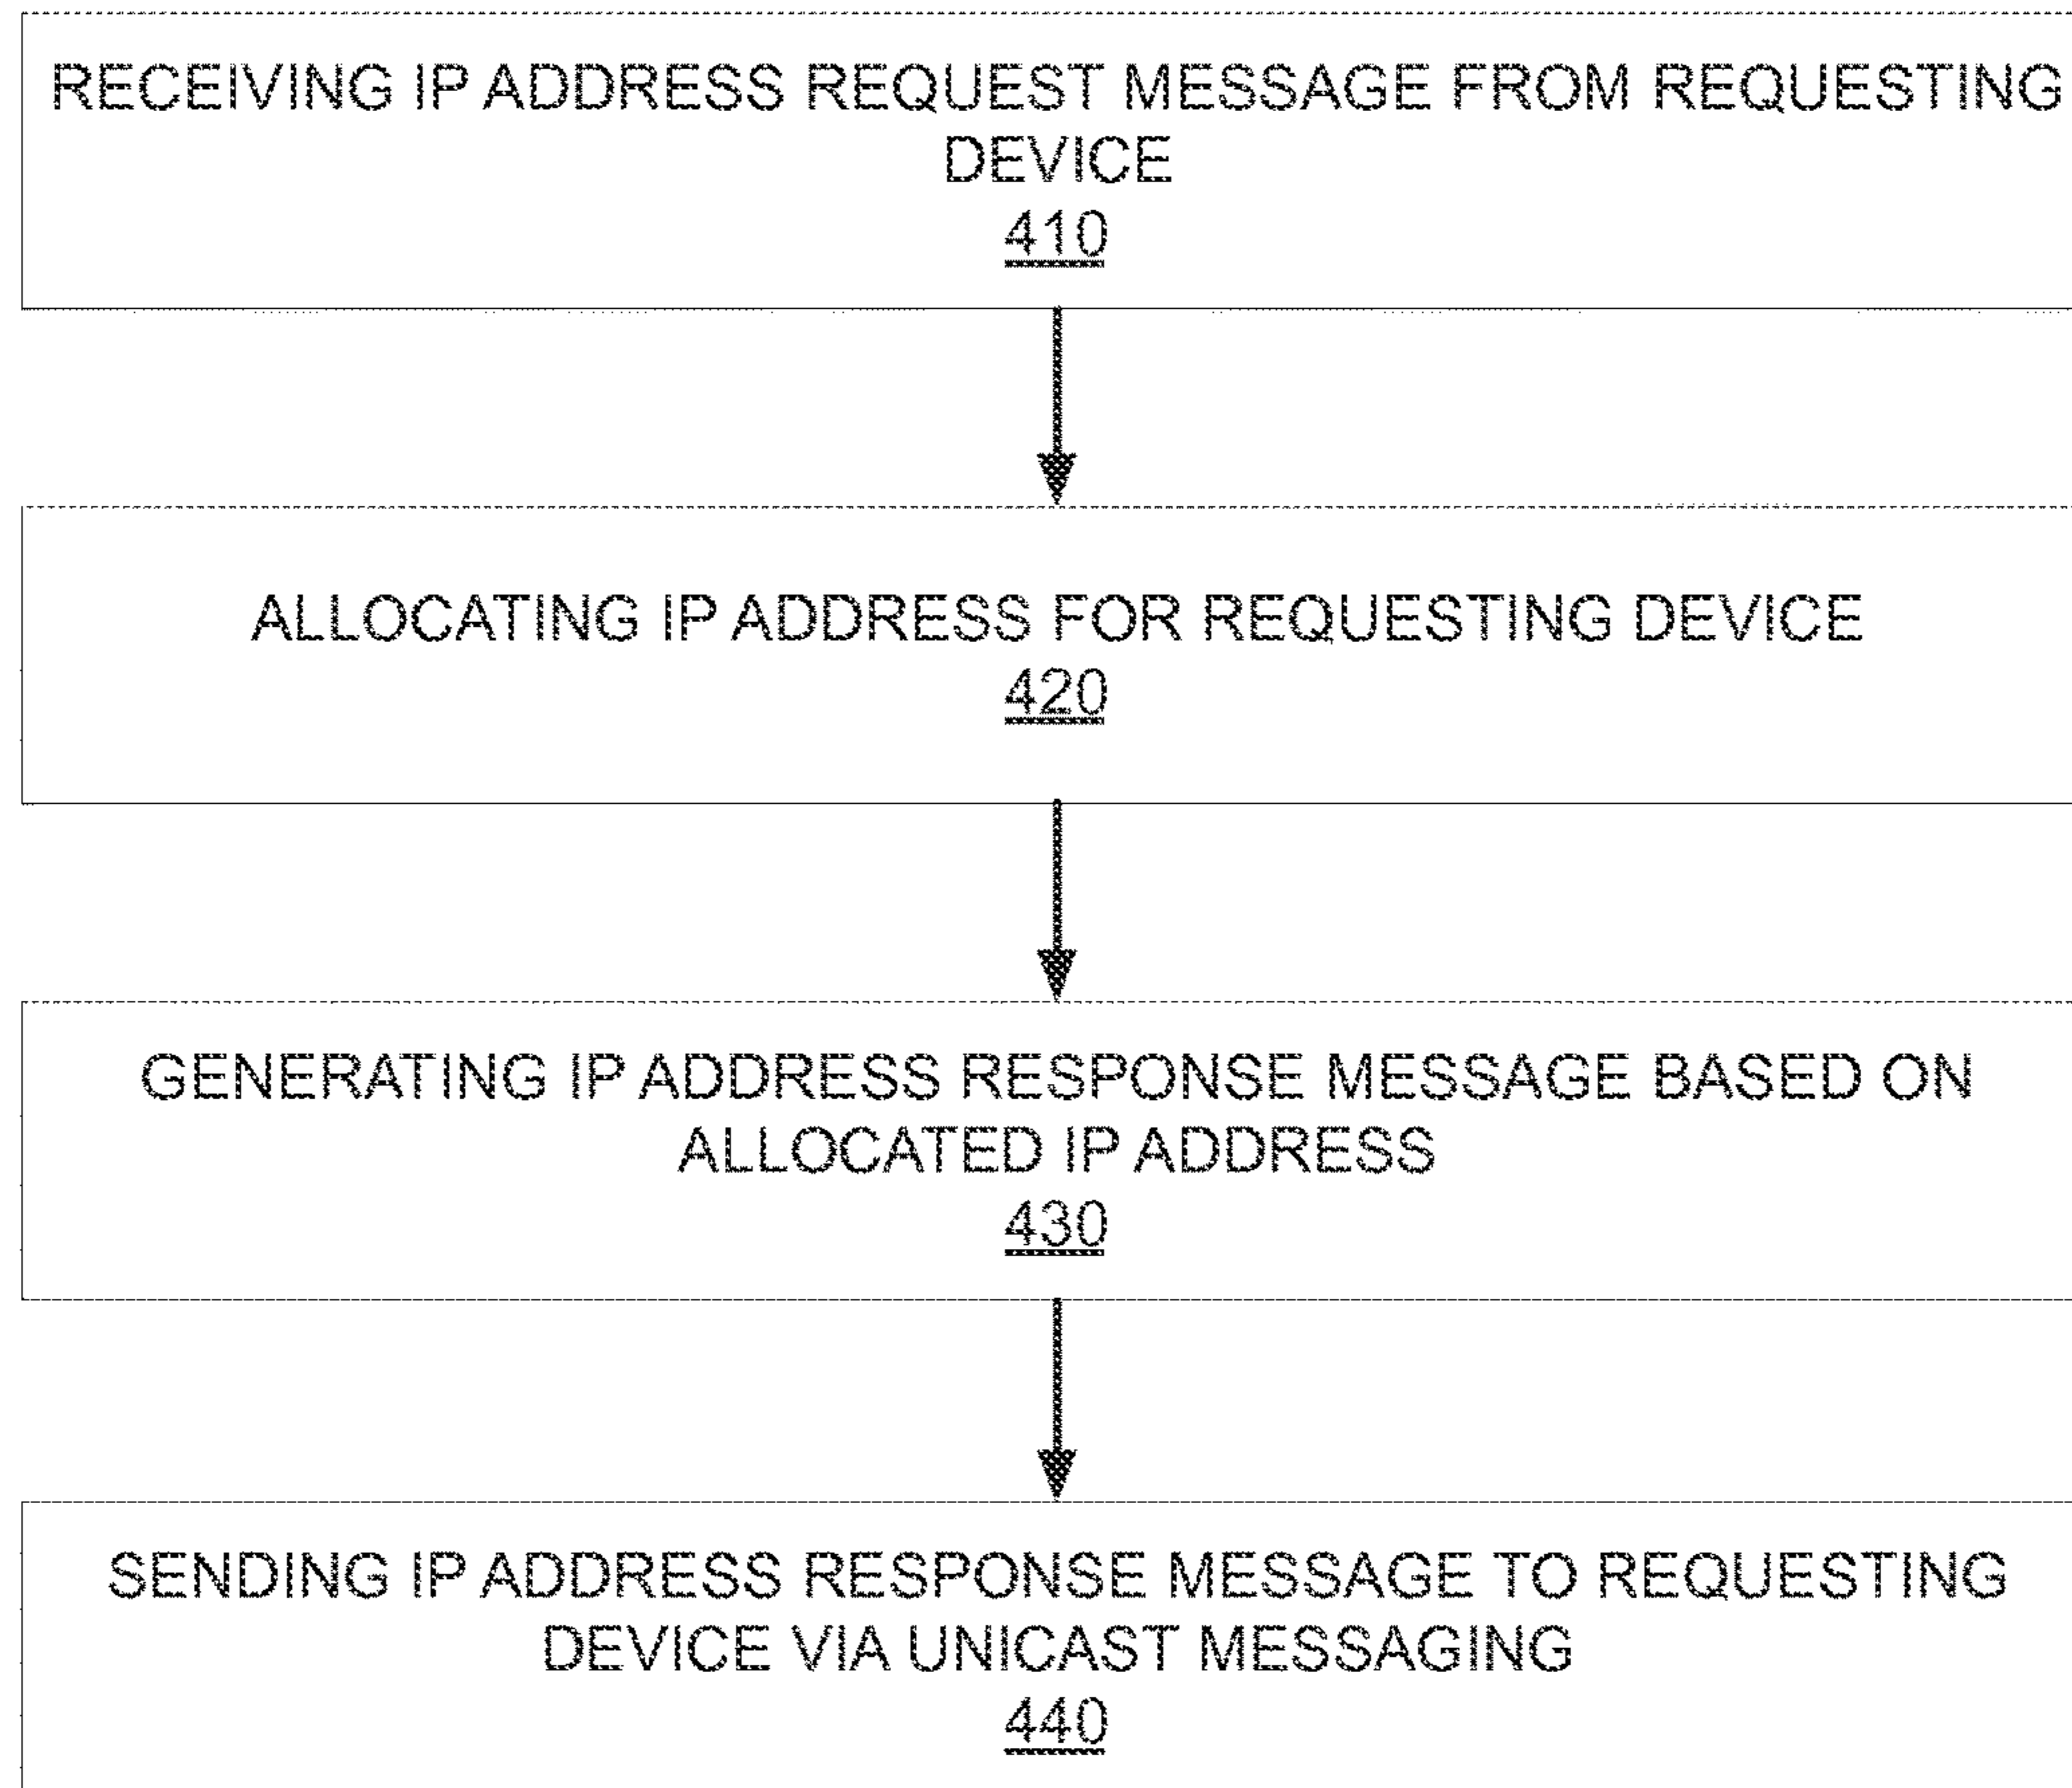 RECEIVING IP ADDRESS REQUEST MESSAGE FROM REQUESTING
DEVICE
410
ALLOCATING IP ADDRESS FOR REQUESTING DEVICE
420
GENERATING IP ADDRESS RESPONSE MESSAGE BASED ON
ALLOCATED IP ADDRESS
430
SENDING IP ADDRESS RESPONSE MESSAGE TO REQUESTING
DEVICE VIA UNICAST MESSAGING
440